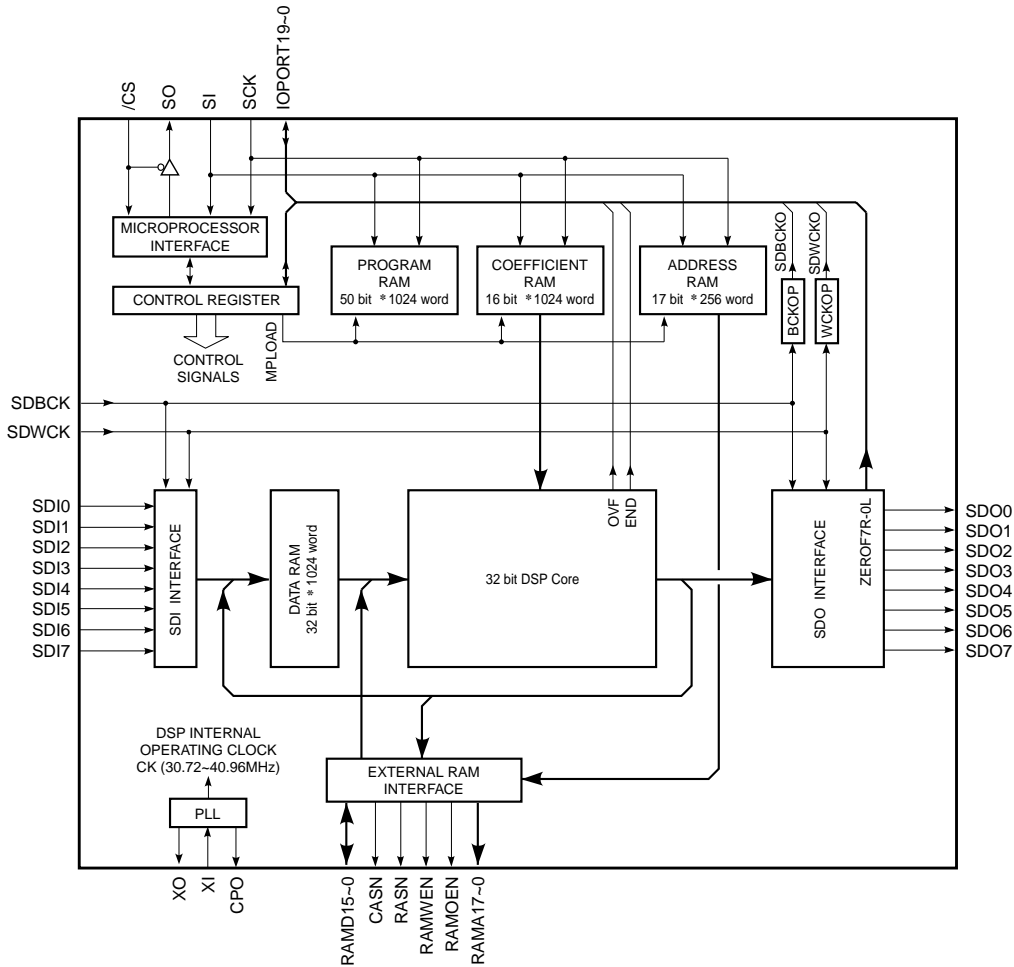 /CS
SO
SI
SCK
IOPORT19~0
MICROPROCESSOR
INTERFACE
CONTROL REGISTER
CONTROL
SIGNALS
MPLOAD
PROGRAM
RAM
50 bit * 1024 word
COEFFICIENT
RAM
16 bit * 1024 word
ADDRESS
RAM
17 bit * 256 word
SDBCKO
SDWCKO
BCKOP
WCKOP
SDBCK
SDWCK
SDI0
SDI1
SDI2
SDI3
SDI4
SDI5
SDI6
SDI7
SDI INTERFACE
DATA RAM
32 bit * 1024 word
32 bit DSP Core
OVF
END
SDO INTERFACE
ZEROF7R-0L
SDO0
SDO1
SDO2
SDO3
SDO4
SDO5
SDO6
SDO7
DSP INTERNAL
OPERATING CLOCK
CK (30.72~40.96MHz)
PLL
EXTERNAL RAM
INTERFACE
XO
XI
CPO
RAMD15~0
CASN
RASN
RAMWEN
RAMOEN
RAMA17~0